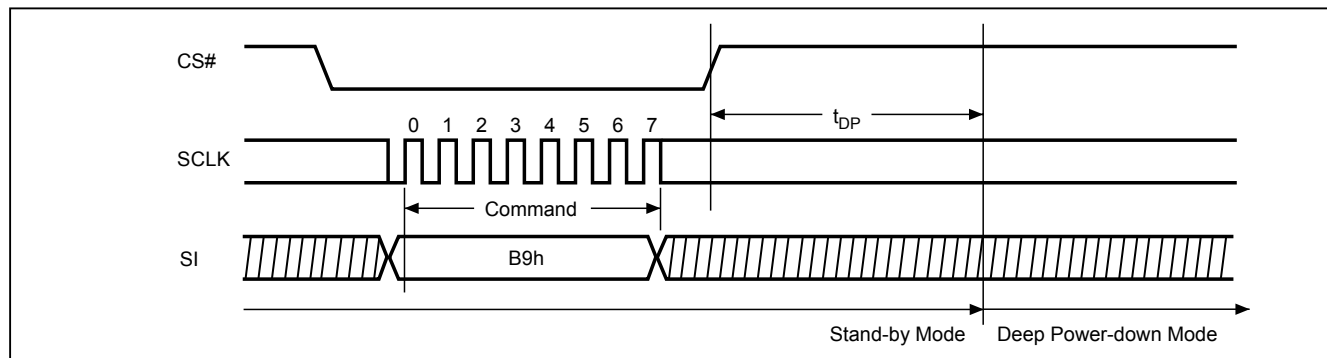 CS#
t_DP
0 1 2 3 4 5 6 7
SCLK
Command
SI
B9h
Stand-by Mode
Deep Power-down Mode